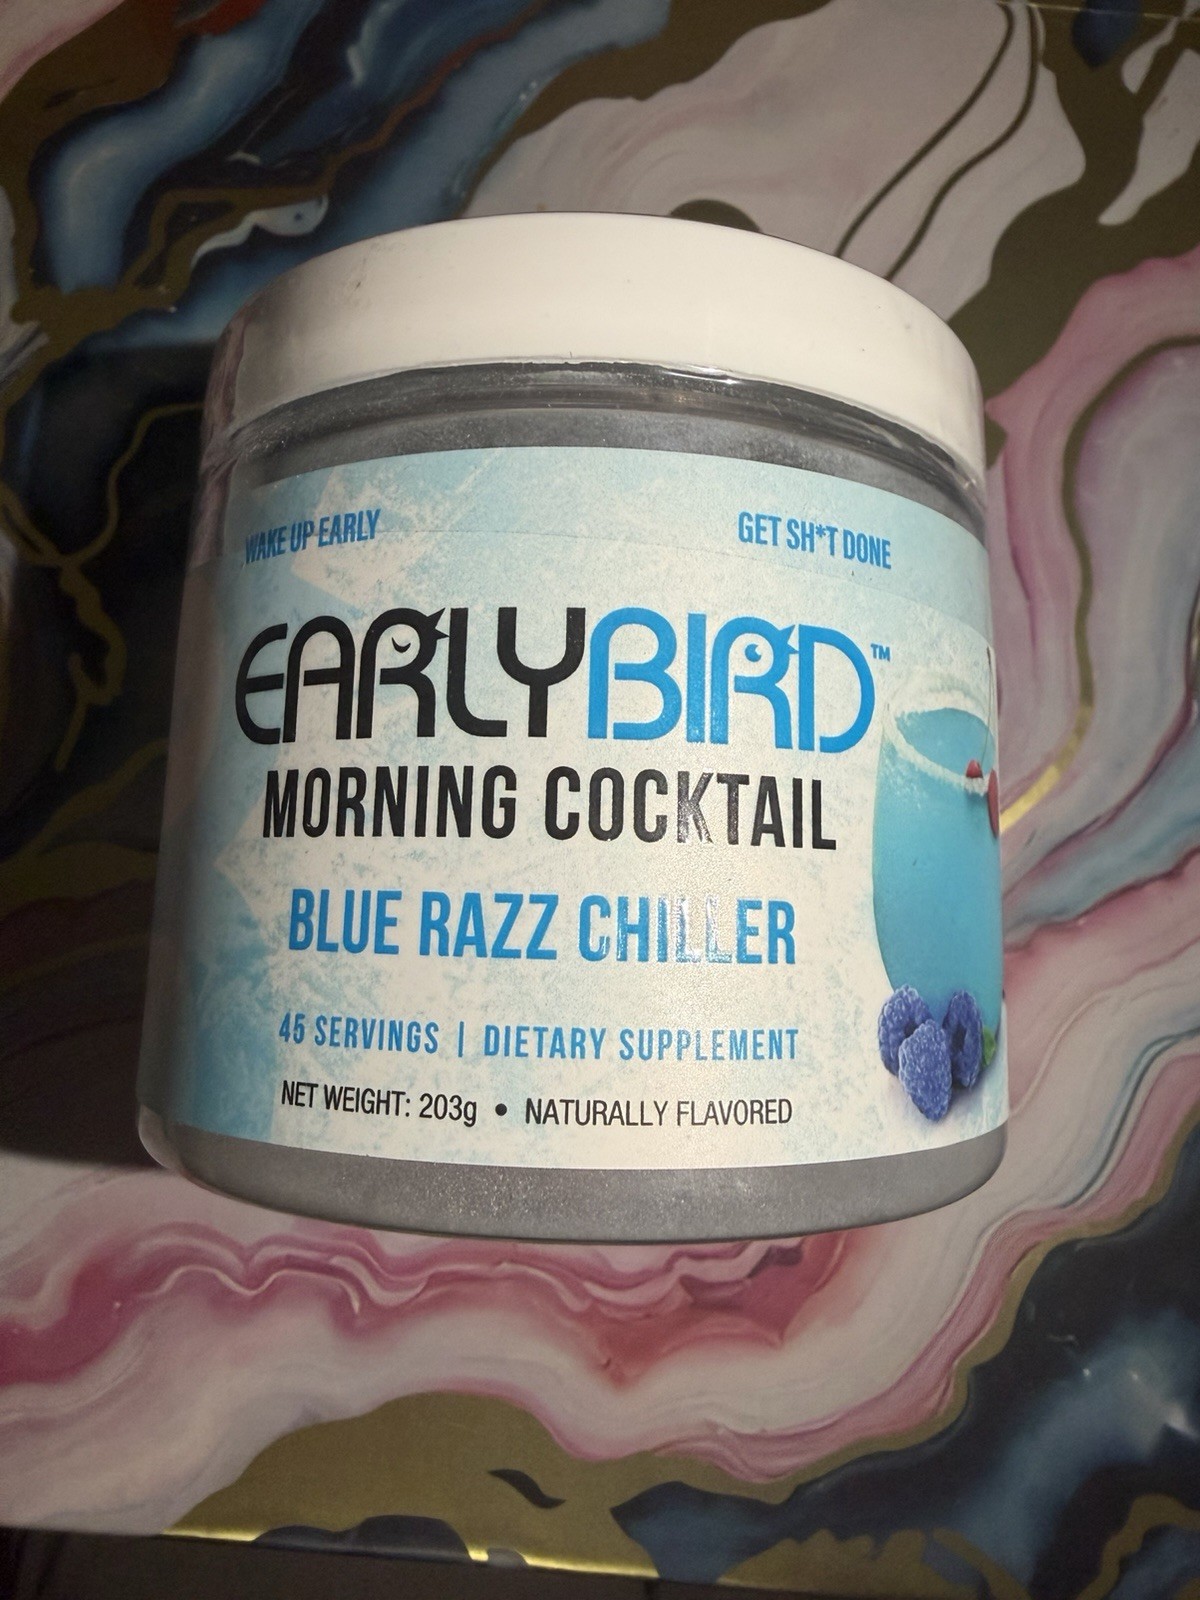 WAKE UP EARLY
GET SH*T DONE
EARLYBIRD™
MORNING COCKTAIL
BLUE RAZZ CHILLER
45 SERVINGS | DIETARY SUPPLEMENT
NET WEIGHT: 203g • NATURALLY FLAVORED